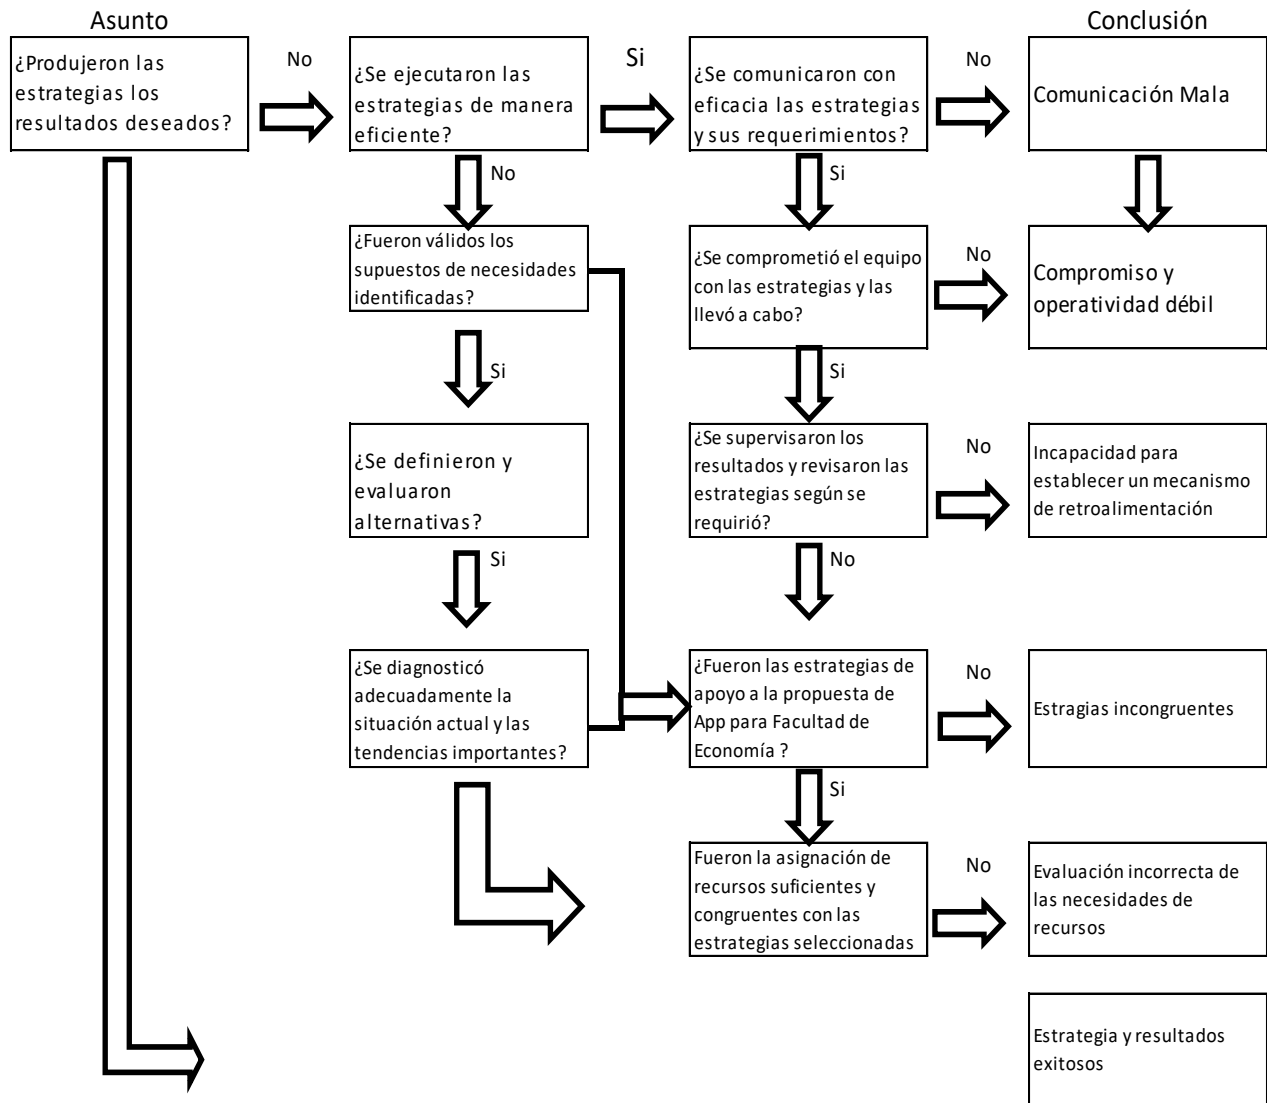 Asunto
Conclusión
¿Produjeron las
estrategias los
resultados deseados?
No
¿Se ejecutaron las
estrategias de manera
eficiente?
Si
¿Se comunicaron con
eficacia las estrategias
y sus requerimientos?
No
Comunicación Mala
No
Si
¿Fueron válidos los
supuestos de necesidades
identificadas?
¿Se comprometió el equipo
con las estrategias y las
llevó a cabo?
No
Compromiso y
operatividad débil
Si
Si
¿Se definieron y
evaluaron
alternativas?
¿Se supervisaron los
resultados y revisaron las
estrategias según se
requirió?
No
Incapacidad para
establecer un mecanismo
de retroalimentación
Si
No
¿Se diagnosticó
adecuadamente la
situación actual y las
tendencias importantes?
¿Fueron las estrategias de
apoyo a la propuesta de
App para Facultad de
Economía ?
No
Estragias incongruentes
Si
Fueron la asignación de
recursos suficientes y
congruentes con las
estrategias seleccionadas
No
Evaluación incorrecta de
las necesidades de
recursos
Estrategia y resultados
exitosos